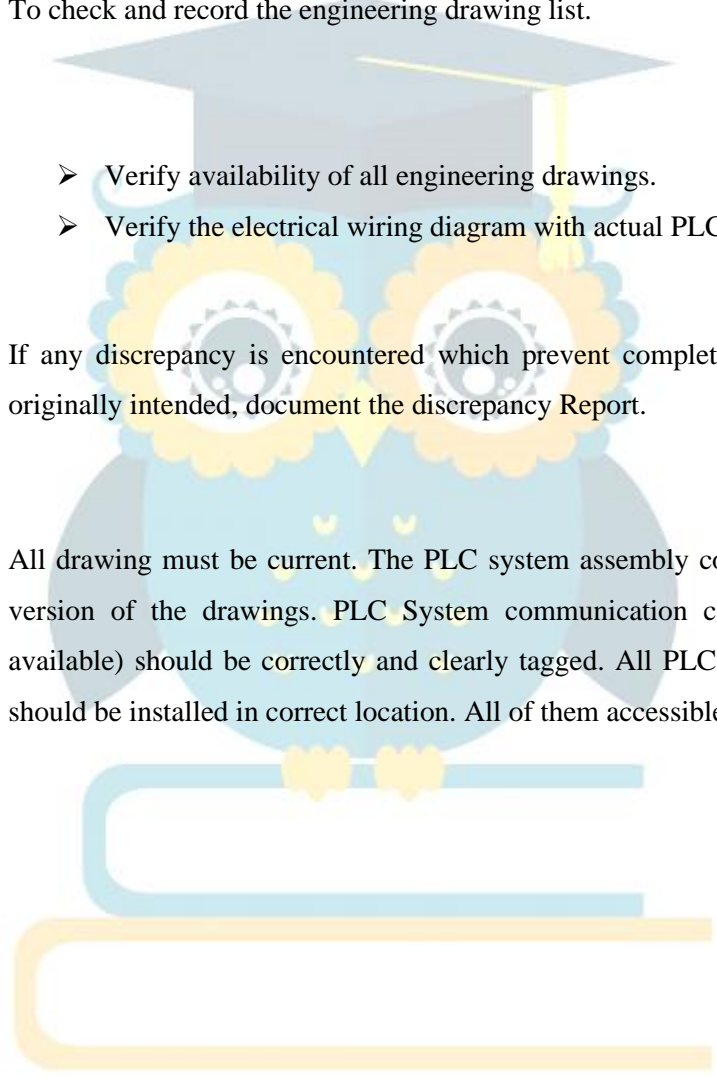 To check and record the engineering drawing list.
➢ Verify availability of all engineering drawings.
➢ Verify the electrical wiring diagram with actual PLC
If any discrepancy is encountered which prevent complet
originally intended, document the discrepancy Report.
All drawing must be current. The PLC system assembly co
version of the drawings. PLC System communication c
available) should be correctly and clearly tagged. All PLC
should be installed in correct location. All of them accessible